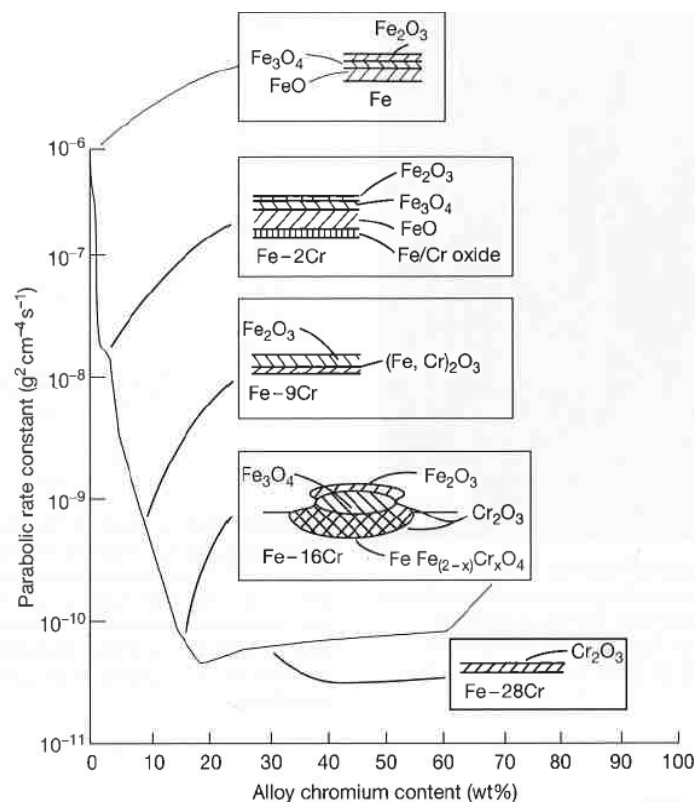 Fe₂O₃
Fe₃O₄
FeO
Fe
10⁻⁶
Fe₂O₃
Fe₃O₄
FeO
Fe/Cr oxide
Fe–2Cr
10⁻⁷
Fe₂O₃
(Fe, Cr)₂O₃
Fe–9Cr
10⁻⁸
Fe₃O₄
Fe₂O₃
Cr₂O₃
Fe–16Cr
Fe Fe₍₂₋ₓ₎CrₓO₄
10⁻⁹
10⁻¹⁰
Cr₂O₃
Fe–28Cr
10⁻¹¹
Parabolic rate constant (g² cm⁻⁴ s⁻¹)
0 10 20 30 40 50 60 70 80 90 100
Alloy chromium content (wt%)